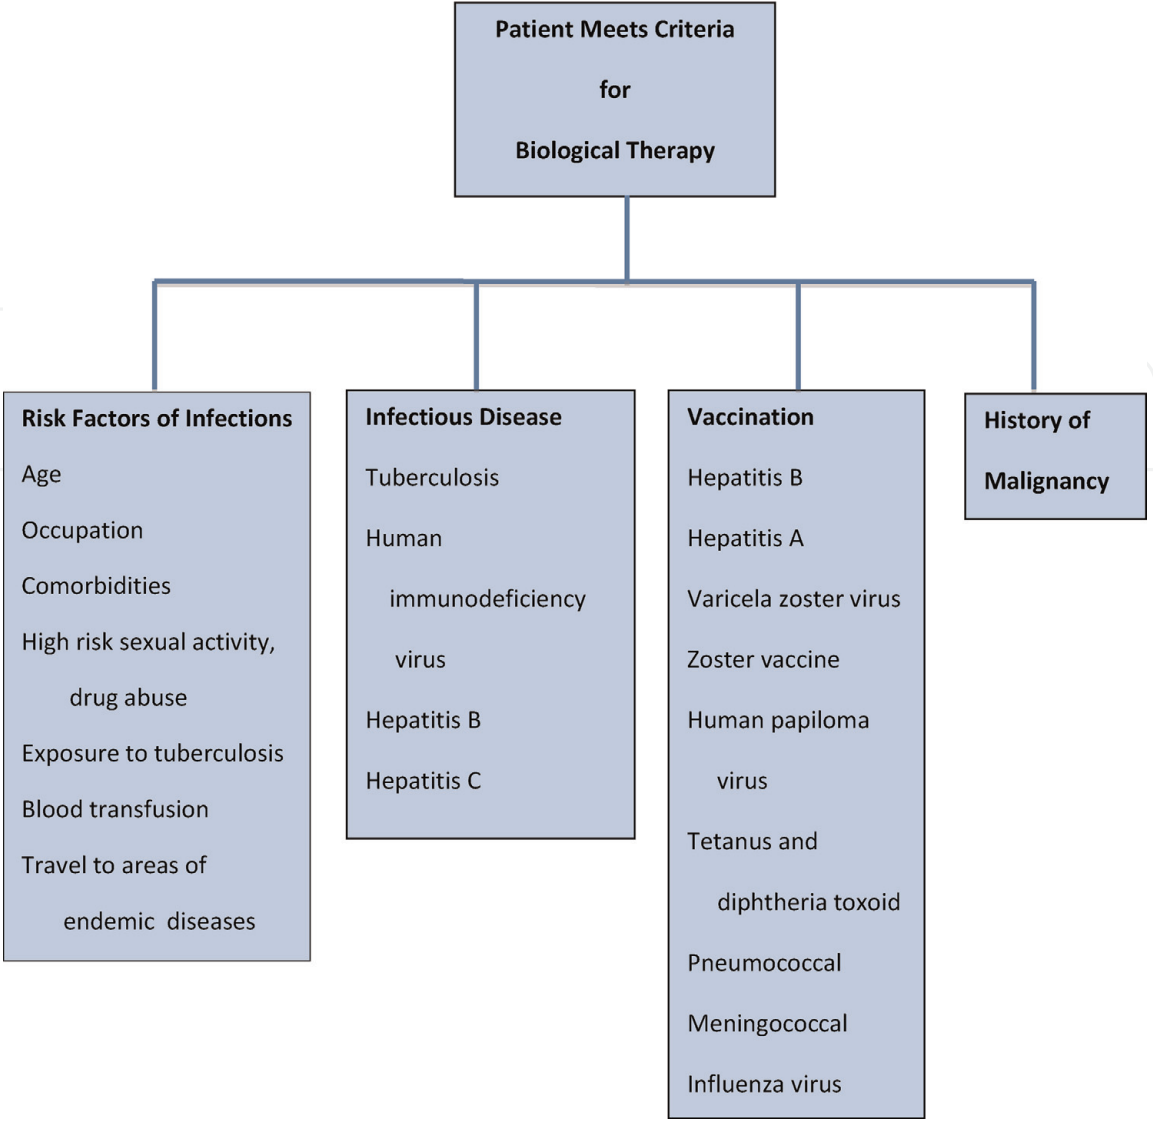 Patient Meets Criteria
for
Biological Therapy
Risk Factors of Infections
Age
Occupation
Comorbidities
High risk sexual activity,
drug abuse
Exposure to tuberculosis
Blood transfusion
Travel to areas of
endemic diseases
Infectious Disease
Tuberculosis
Human
immunodeficiency
virus
Hepatitis B
Hepatitis C
Vaccination
Hepatitis B
Hepatitis A
Varicela zoster virus
Zoster vaccine
Human papiloma
virus
Tetanus and
diphtheria toxoid
Pneumococcal
Meningococcal
Influenza virus
History of
Malignancy